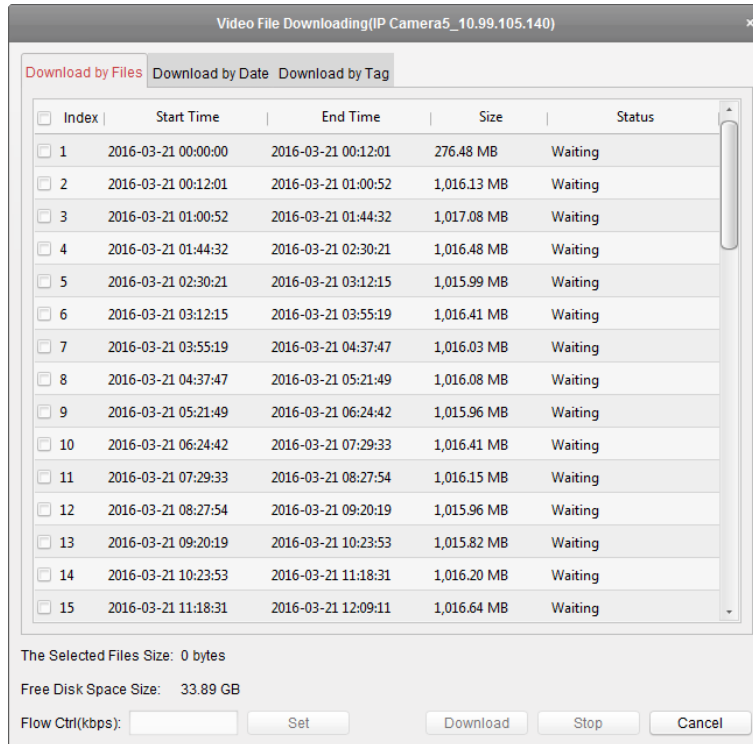 Video File Downloading(IP Camera5_10.99.105.140) x
Download by Files Download by Date Download by Tag
Index Start Time End Time Size Status
1 2016-03-21 00:00:00 2016-03-21 00:12:01 276.48 MB Waiting
2 2016-03-21 00:12:01 2016-03-21 01:00:52 1,016.13 MB Waiting
3 2016-03-21 01:00:52 2016-03-21 01:44:32 1,017.08 MB Waiting
4 2016-03-21 01:44:32 2016-03-21 02:30:21 1,016.48 MB Waiting
5 2016-03-21 02:30:21 2016-03-21 03:12:15 1,015.99 MB Waiting
6 2016-03-21 03:12:15 2016-03-21 03:55:19 1,016.41 MB Waiting
7 2016-03-21 03:55:19 2016-03-21 04:37:47 1,016.03 MB Waiting
8 2016-03-21 04:37:47 2016-03-21 05:21:49 1,016.08 MB Waiting
9 2016-03-21 05:21:49 2016-03-21 06:24:42 1,015.96 MB Waiting
10 2016-03-21 06:24:42 2016-03-21 07:29:33 1,016.41 MB Waiting
11 2016-03-21 07:29:33 2016-03-21 08:27:54 1,016.15 MB Waiting
12 2016-03-21 08:27:54 2016-03-21 09:20:19 1,015.96 MB Waiting
13 2016-03-21 09:20:19 2016-03-21 10:23:53 1,015.82 MB Waiting
14 2016-03-21 10:23:53 2016-03-21 11:18:31 1,016.20 MB Waiting
15 2016-03-21 11:18:31 2016-03-21 12:09:11 1,016.64 MB Waiting
The Selected Files Size: 0 bytes
Free Disk Space Size: 33.89 GB
Flow Ctrl(kbps): Set Download Stop Cancel